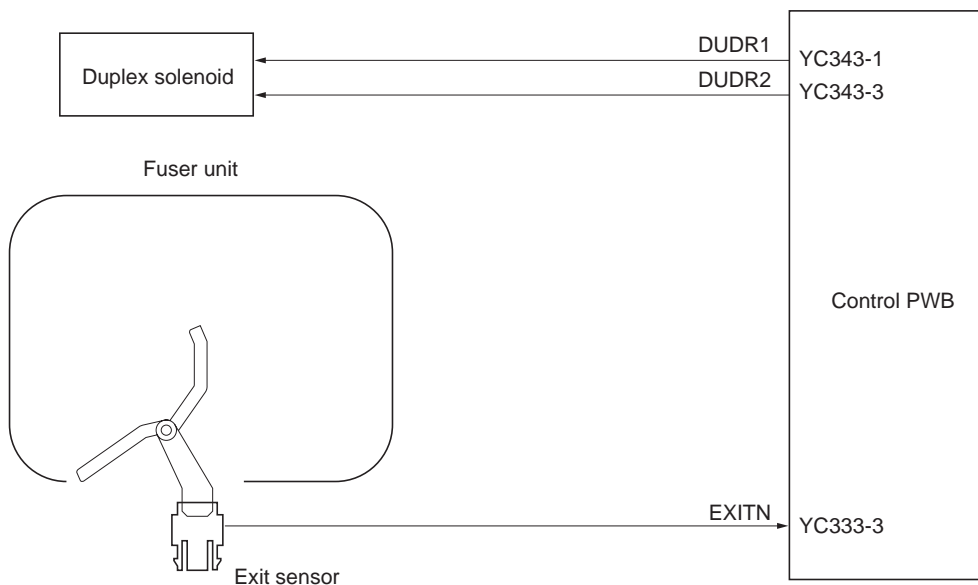 DUDR1
YC343-1
Duplex solenoid
DUDR2
YC343-3
Fuser unit
Control PWB
EXITN
YC333-3
Exit sensor